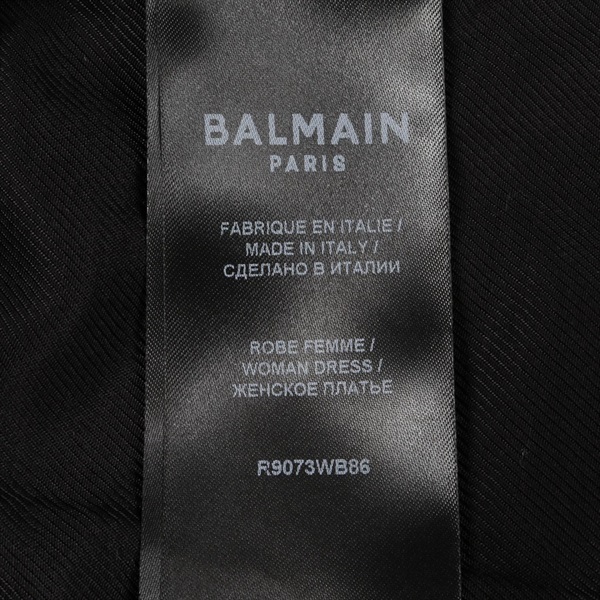 BALMAIN
PARIS
FABRIQUE EN ITALIE /
MADE IN ITALY /
СДЕЛАНО В ИТАЛИИ
ROBE FEMME /
WOMAN DRESS /
ЖЕНСКОЕ ПЛАТЬЕ
R9073WB86